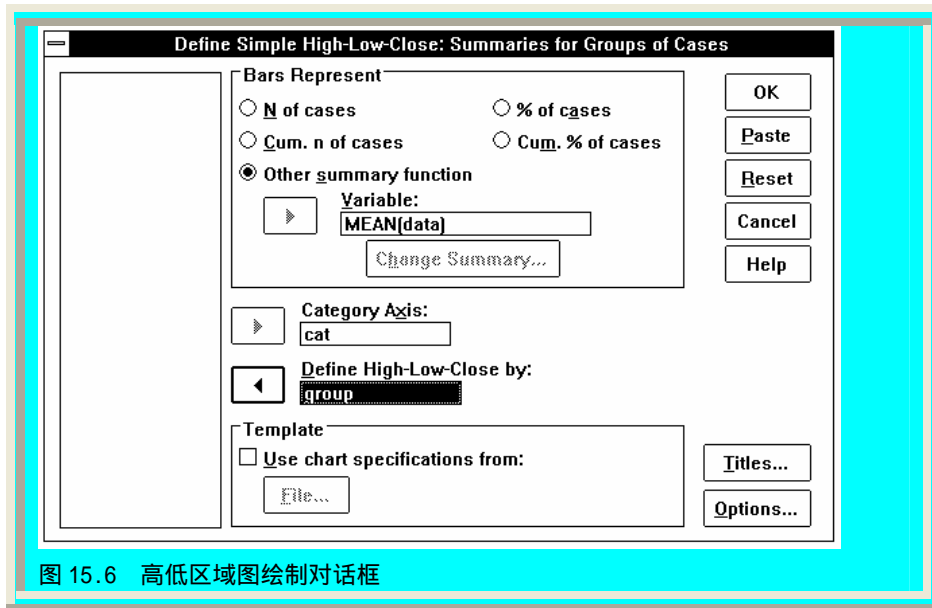 Define Simple High-Low-Close: Summaries for Groups of Cases
Bars Represent
N of cases
% of cases
Cum. n of cases
Cum. % of cases
Other summary function
Variable:
MEAN(data)
Change Summary...
Category Axis:
cat
Define High-Low-Close by:
group
Template
Use chart specifications from:
File...
OK
Paste
Reset
Cancel
Help
Titles...
Options...
图 15.6 高低区域图绘制对话框